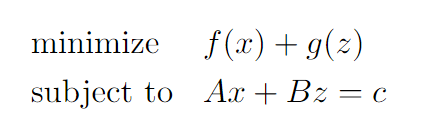 minimize f(x) + g(z)
subject to Ax + Bz = c